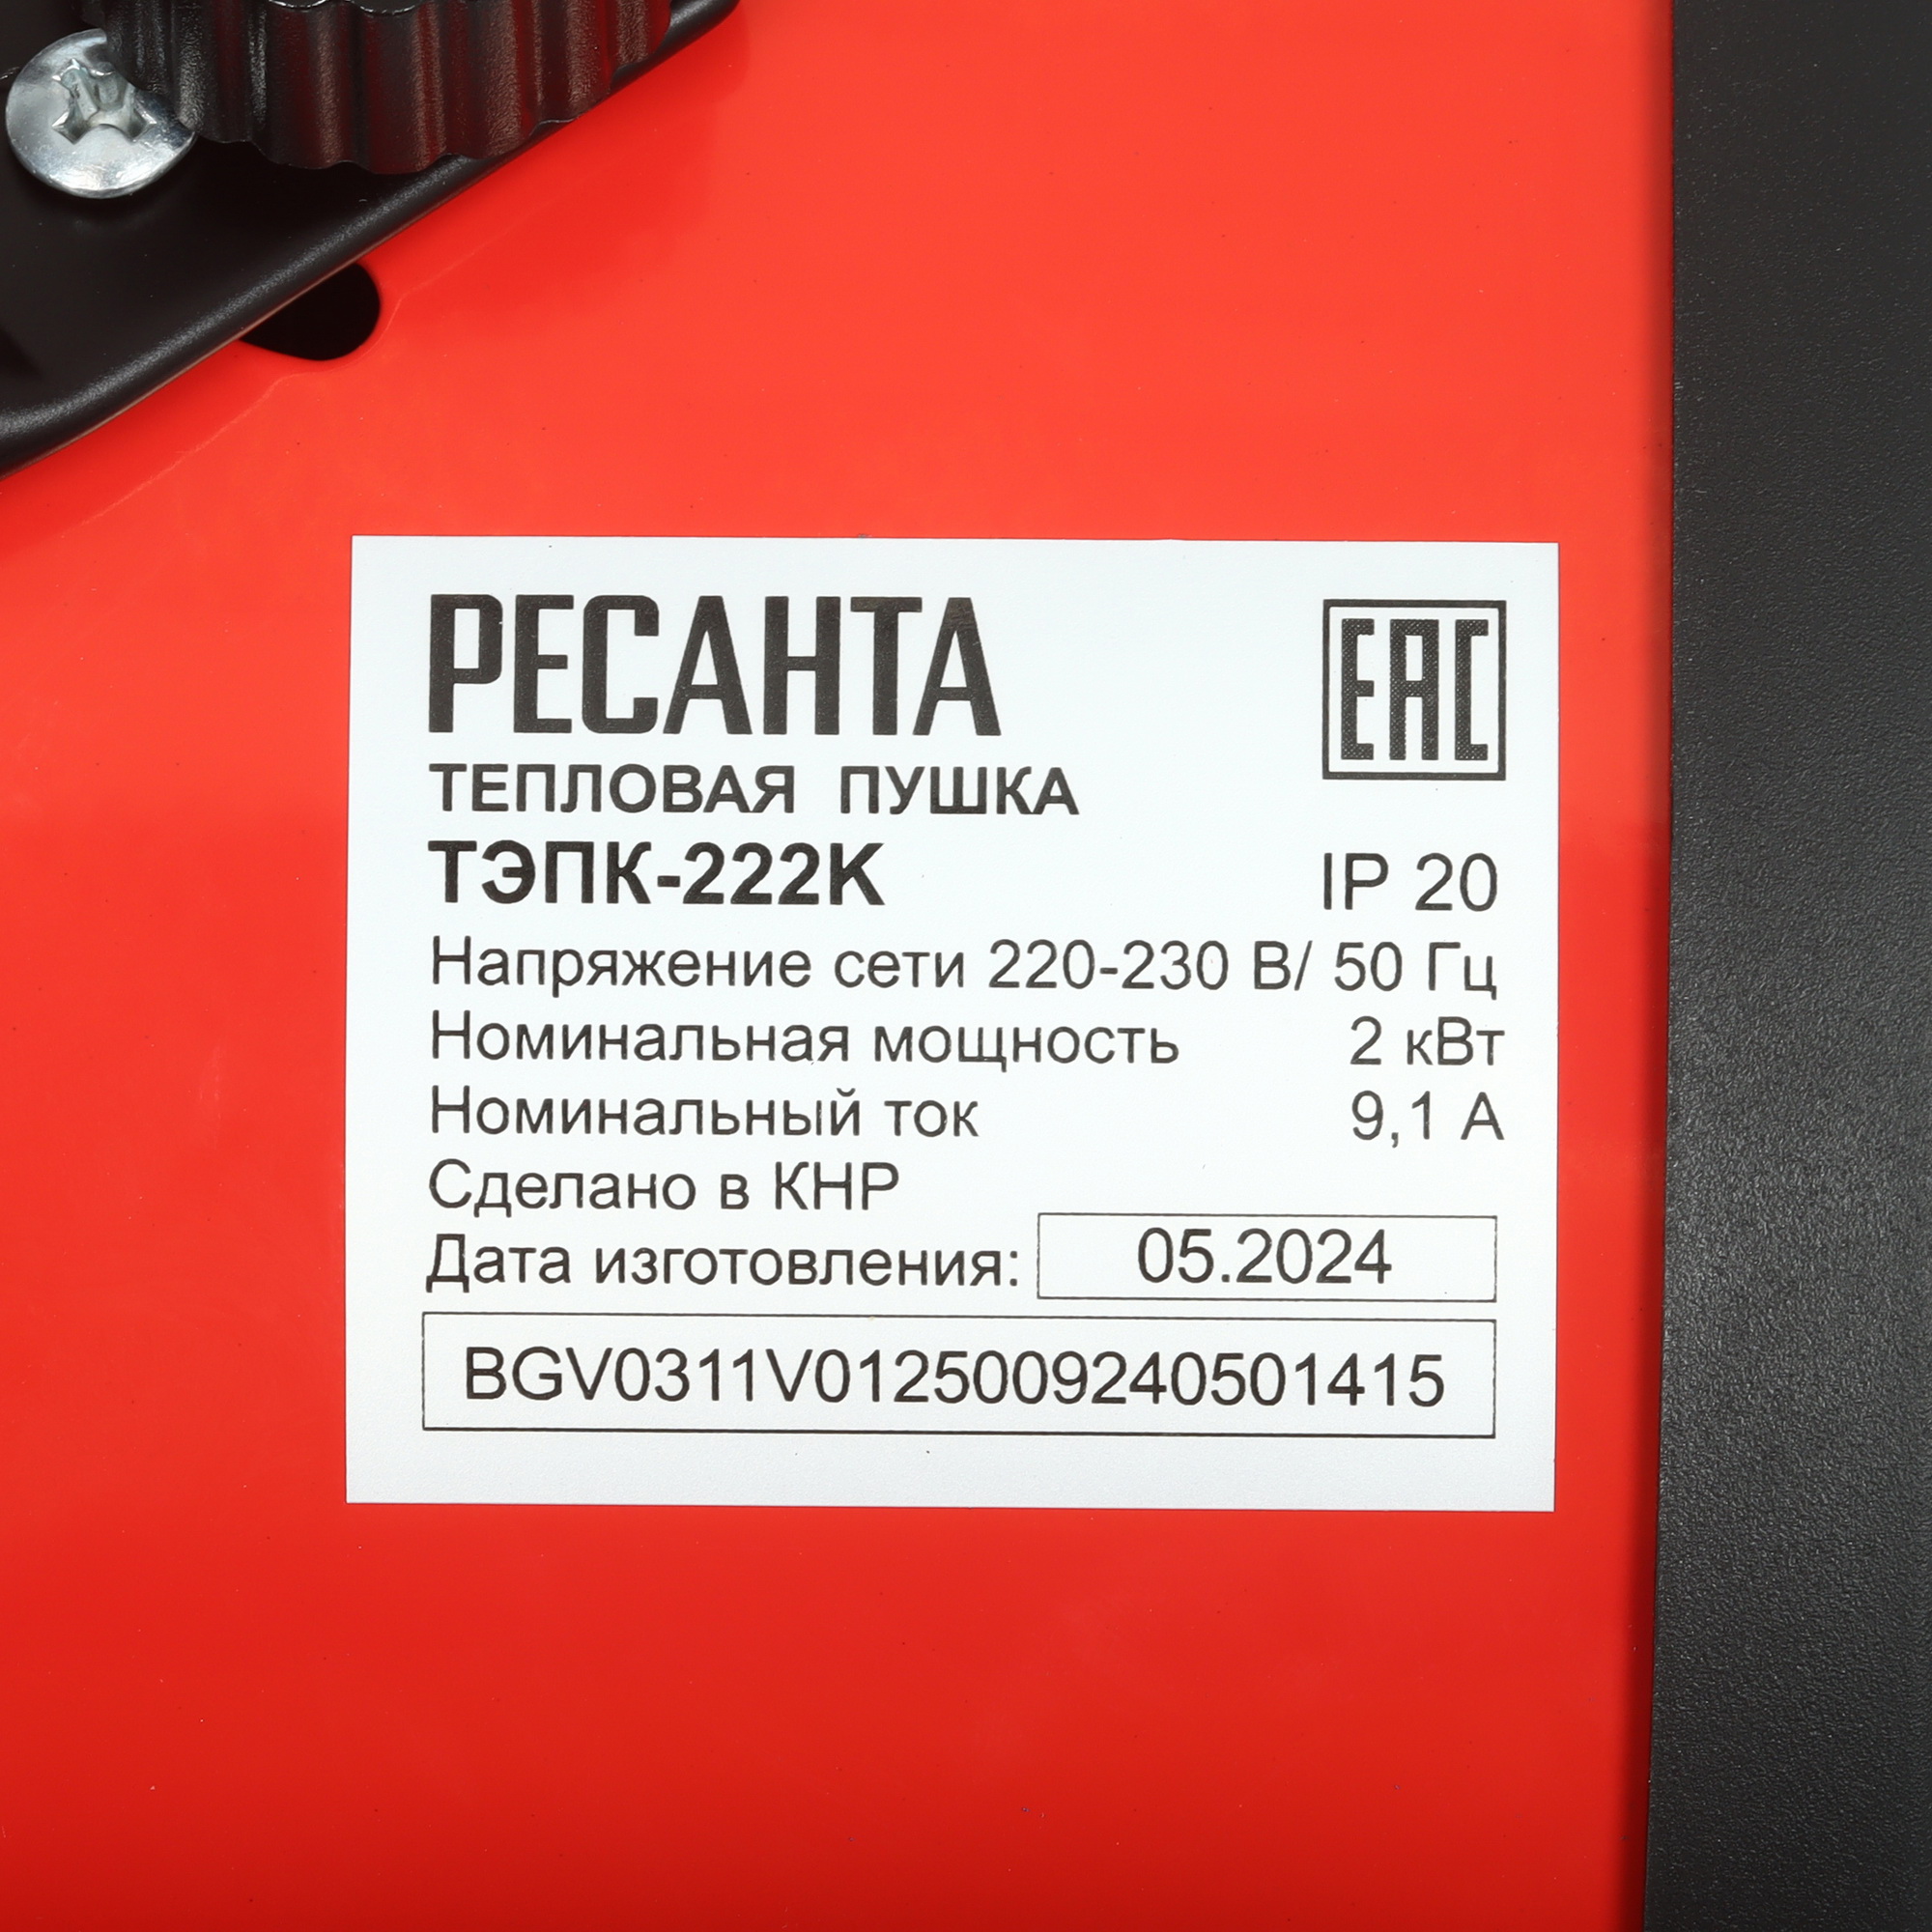 РЕСАНТА
EAC
ТЕПЛОВАЯ ПУШКА
ТЭПК-222К
IP 20
Напряжение сети 220-230 В/ 50 Гц
Номинальная мощность 2 кВт
Номинальный ток 9,1 А
Сделано в КНР
Дата изготовления: 05.2024
BGV0311V0125009240501415